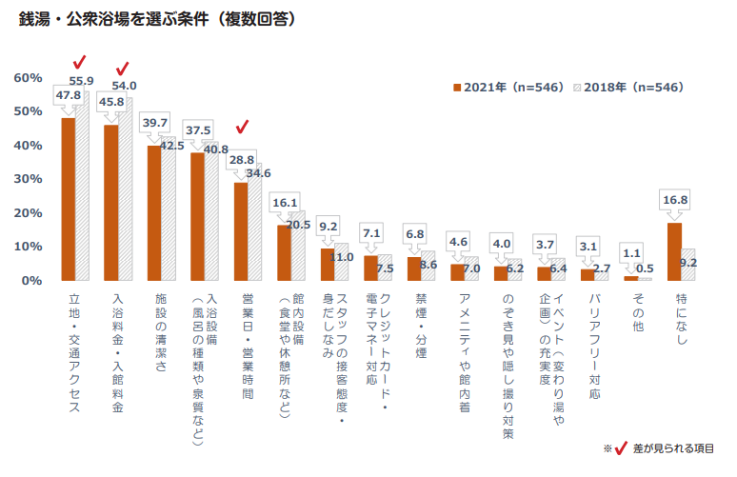 銭湯・公衆浴場を選ぶ条件（複数回答）
■2021年（n=546） 2018年（n=546）
60%
50%
40%
30%
20%
10%
0%
47.8
55.9
45.8
54.0
39.7
42.5
37.5
40.8
28.8
34.6
16.1
20.5
9.2
11.0
7.1
7.5
6.8
8.6
4.6
7.0
4.0
6.2
3.7
6.4
3.1
2.7
1.1
0.5
16.8
9.2
立地・交通アクセス
入浴料金・入館料金
施設の清潔さ
入浴設備
（風呂の種類や泉質など）
営業日・営業時間
館内設備
（食堂や休憩所など）
スタッフの接客態度・
身だしなみ
クレジットカード・
電子マネー対応
禁煙・分煙
アメニティや館内着
のぞき見や隠し撮り対策
イベント（変わり湯や
企画）の充実度
バリアフリー対応
その他
特になし
※✓ 差が見られる項目